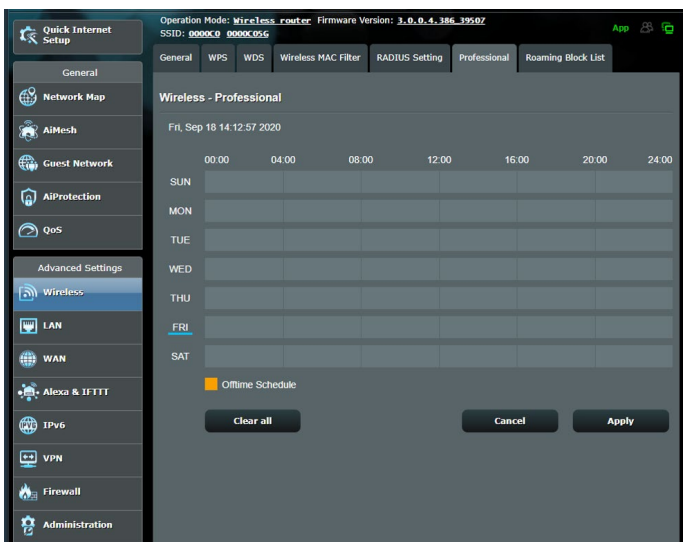 Quick Internet
Setup
Operation Mode: Wireless router Firmware Version: 3.0.0.4.386_39507
SSID: 0000C0 0000C05G
App
General WPS WDS Wireless MAC Filter RADIUS Setting Professional Roaming Block List
General
Network Map
AiMesh
Guest Network
AiProtection
QoS
Advanced Settings
Wireless
LAN
WAN
Alexa & IFTTT
IPv6
VPN
Firewall
Administration
Wireless - Professional
Fri, Sep 18 14:12:57 2020
00:00 04:00 08:00 12:00 16:00 20:00 24:00
SUN
MON
TUE
WED
THU
FRI
SAT
Offtime Schedule
Clear all Cancel Apply